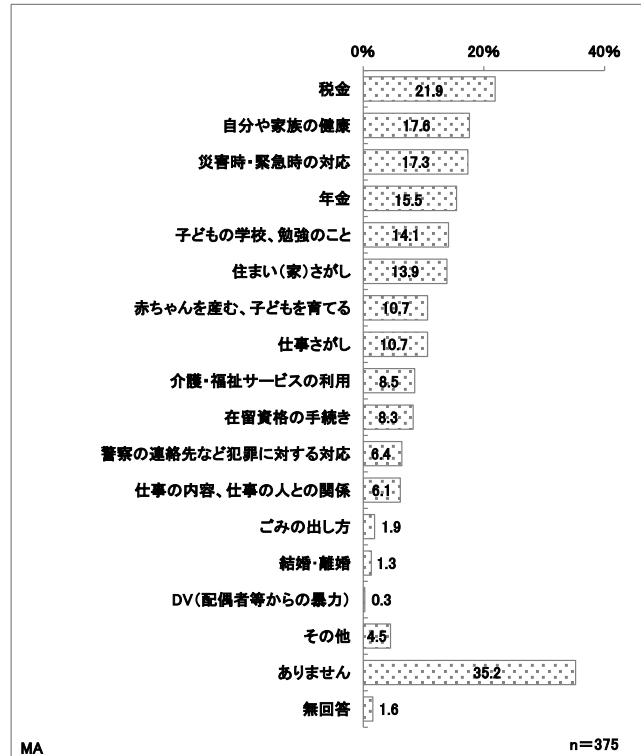 0% 20% 40%
税金 21.9
自分や家族の健康 17.6
災害時・緊急時の対応 17.3
年金 15.5
子どもの学校、勉強のこと 14.1
住まい(家)さがし 13.9
赤ちゃんを産む、子どもを育てる 10.7
仕事さがし 10.7
介護・福祉サービスの利用 8.5
在留資格の手続き 8.3
警察の連絡先など犯罪に対する対応 6.4
仕事の内容、仕事の人との関係 6.1
ごみの出し方 1.9
結婚・離婚 1.3
DV(配偶者等からの暴力) 0.3
その他 4.5
ありません 35.2
無回答 1.6
MA n=375